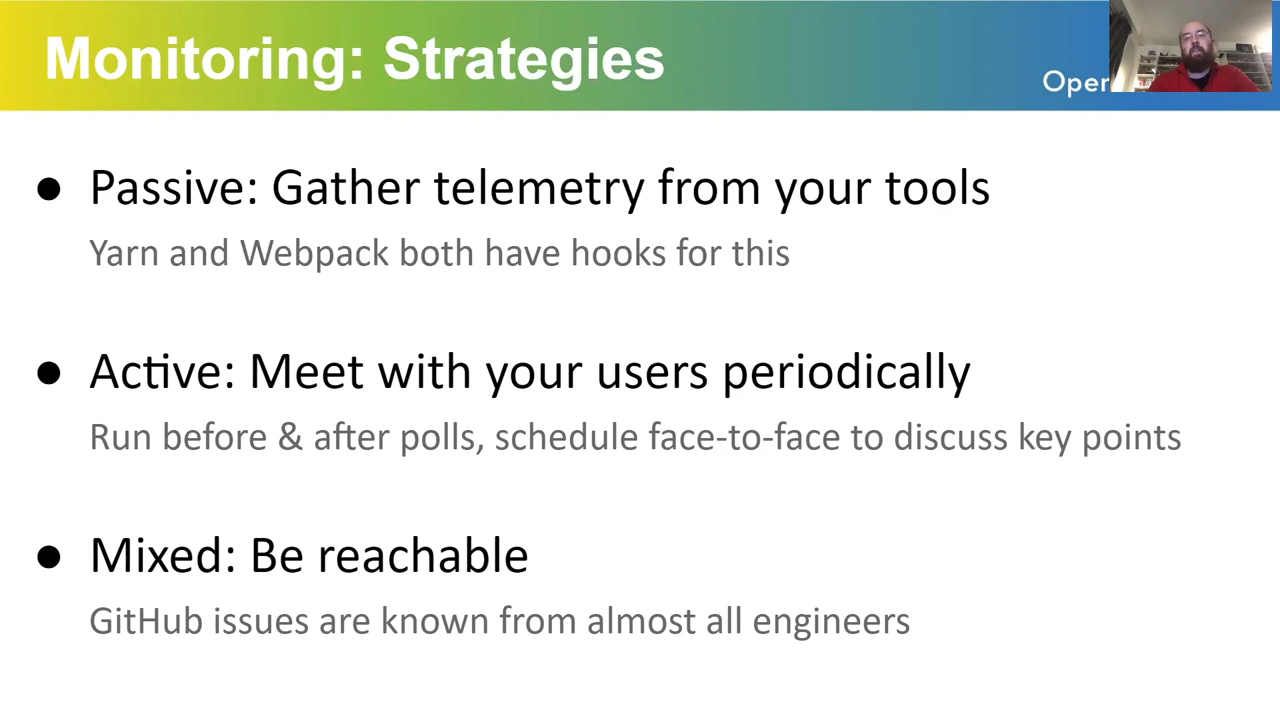 Monitoring: Strategies
Oper
● Passive: Gather telemetry from your tools
Yarn and Webpack both have hooks for this
● Active: Meet with your users periodically
Run before & after polls, schedule face-to-face to discuss key points
● Mixed: Be reachable
GitHub issues are known from almost all engineers